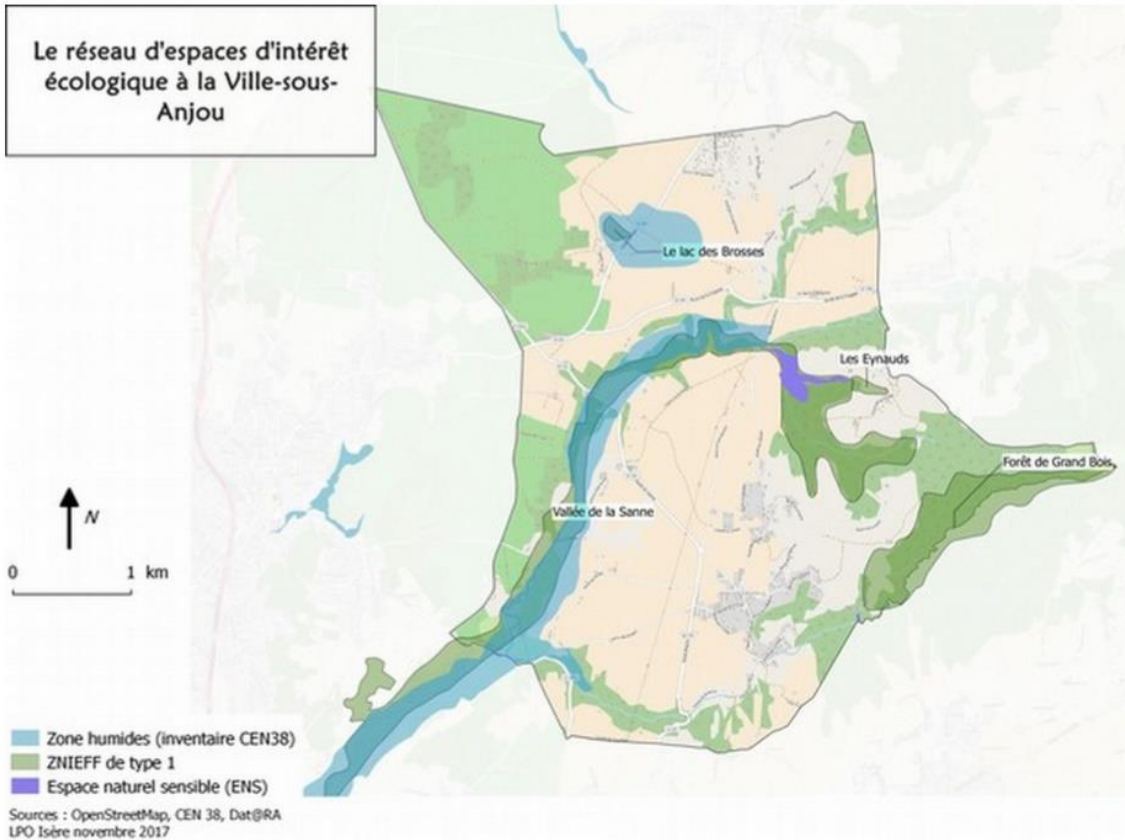 Le réseau d'espaces d'intérêt
écologique à la Ville-sous-
Anjou
Le lac des Brosses
Les Eynauds
Forêt de Grand Bois
Vallée de la Sanne
N
0 1 km
Zone humides (inventaire CEN38)
ZNIEFF de type 1
Espace naturel sensible (ENS)
Sources : OpenStreetMap, CEN 38, Dat@RA
LPO Isère novembre 2017